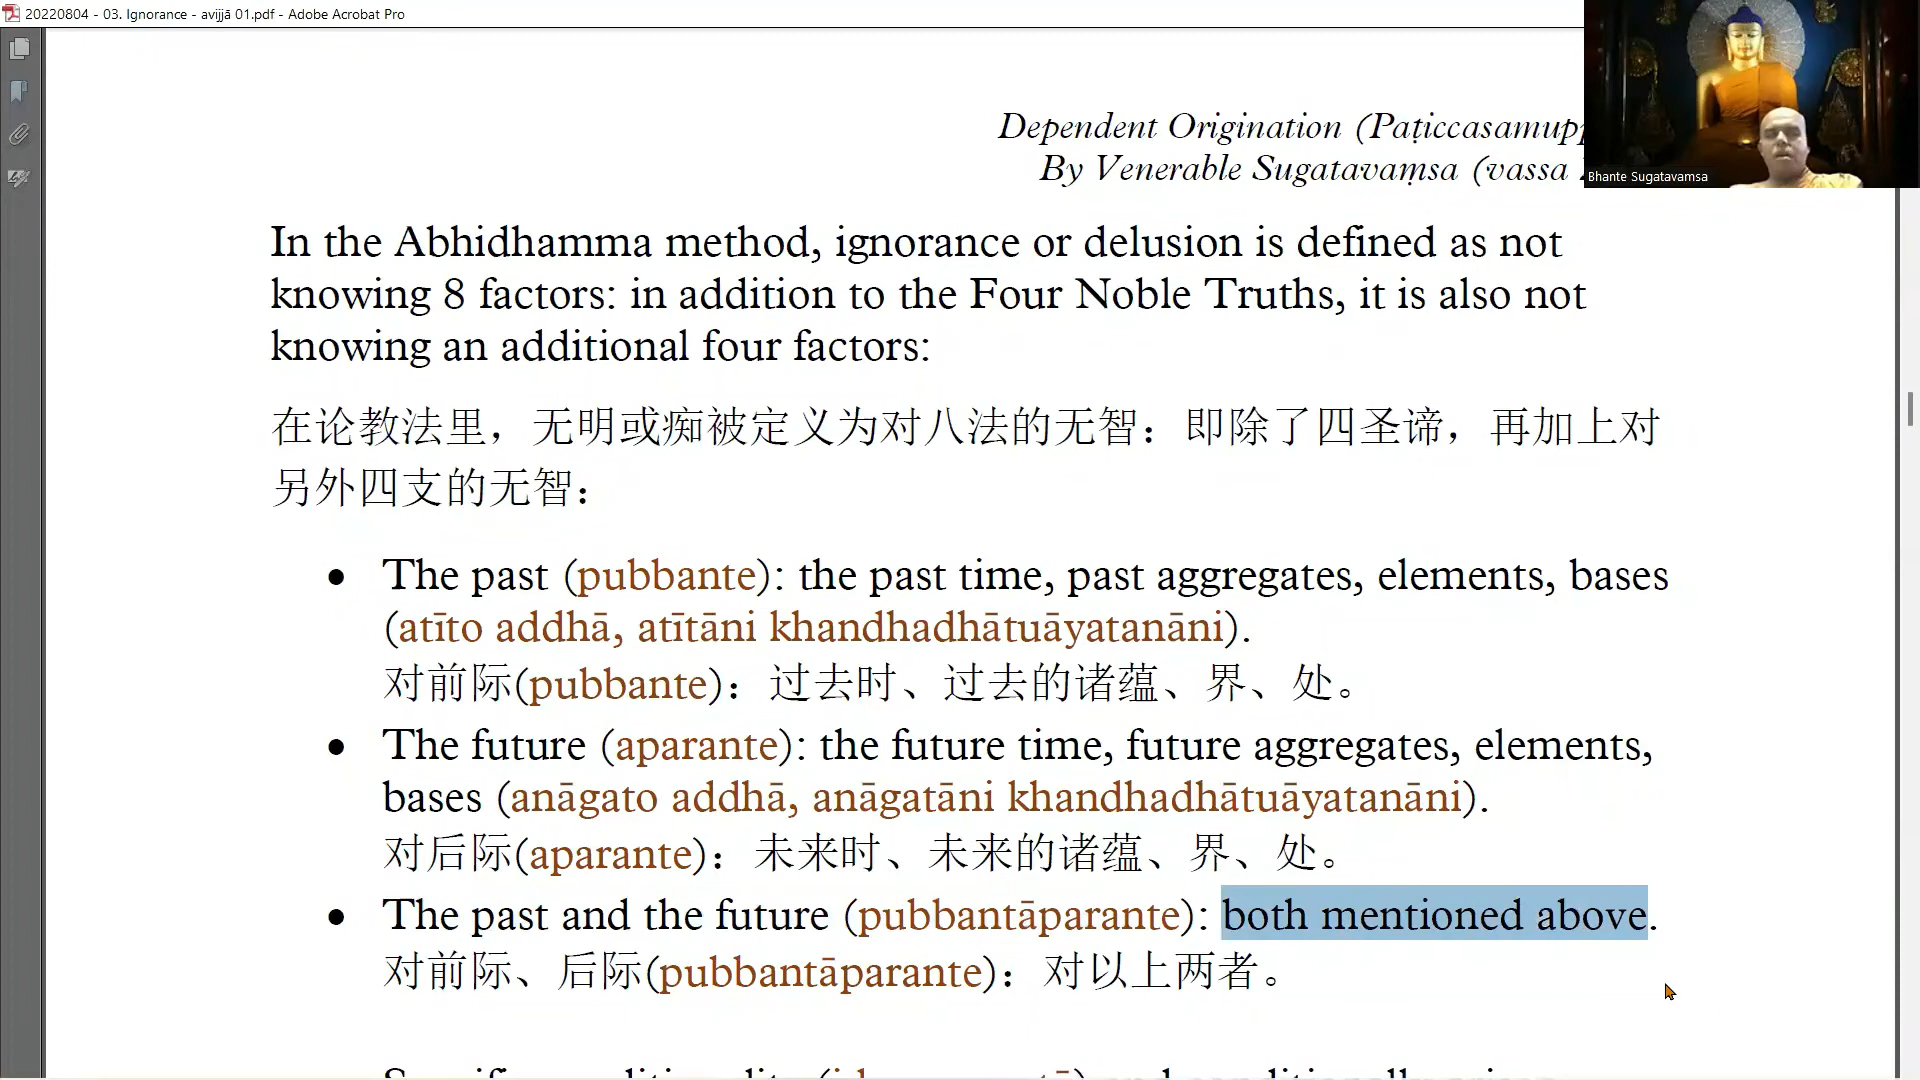 20220804 - 03. Ignorance - avijjā 01.pdf - Adobe Acrobat Pro
Dependent Origination
By Venerable Sugatavaṃsa (vassa
Bhante Sugatavamsa
In the Abhidhamma method, ignorance or delusion is defined as not
knowing 8 factors: in addition to the Four Noble Truths, it is also not
knowing an additional four factors:
在论教法里，无明或痴被定义为对八法的无智：即除了四圣谛，再加上对
另外四支的无智：
• The past (pubbante): the past time, past aggregates, elements, bases
(atīto addhā, atītāni khandhadhātuāyatanāni).
对前际(pubbante)：过去时、过去的诸蕴、界、处。
• The future (aparante): the future time, future aggregates, elements,
bases (anāgato addhā, anāgatāni khandhadhātuāyatanāni).
对后际(aparante)：未来时、未来的诸蕴、界、处。
• The past and the future (pubbantāparante): both mentioned above.
对前际、后际(pubbantāparante)：对以上两者。